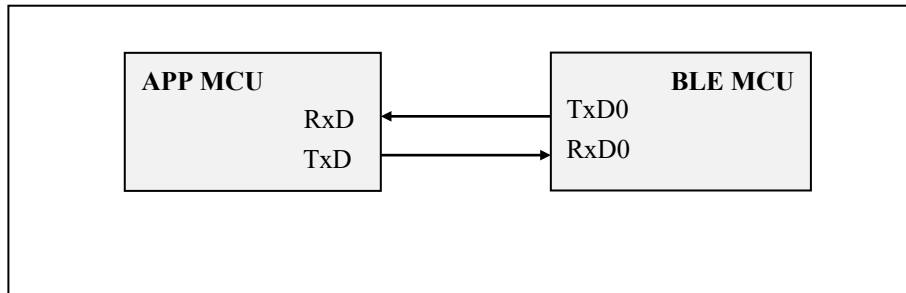 APP MCU
BLE MCU
RxD
TxD0
TxD
RxD0